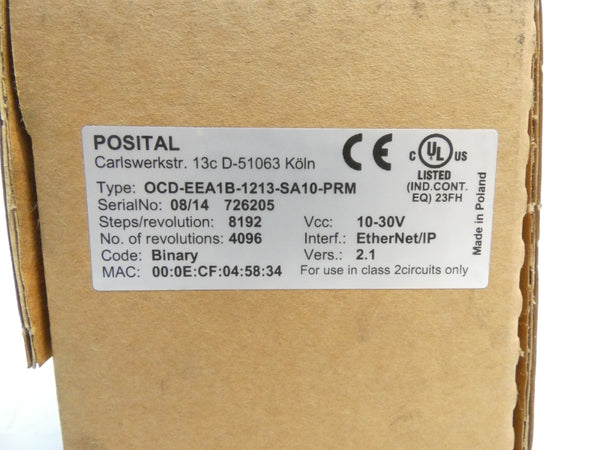 POSITAL
Carlswerkstr. 13c D-51063 Köln
CE
C UL US
LISTED
(IND.CONT.
EQ) 23FH
Type: OCD-EEA1B-1213-SA10-PRM
SerialNo: 08/14 726205
Steps/revolution: 8192 Vcc: 10-30V
No. of revolutions: 4096 Interf.: EtherNet/IP
Code: Binary Vers.: 2.1
MAC: 00:0E:CF:04:58:34 For use in class 2circuits only
Made in Poland